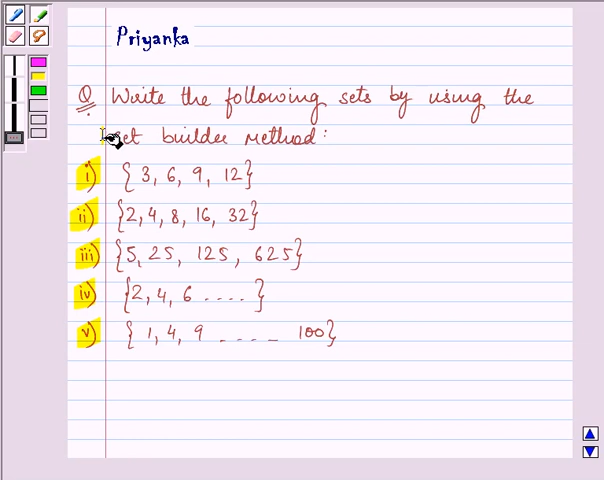 Priyanka
Q Write the following sets by using the
set builder method:
i) {3, 6, 9, 12}
ii) {2, 4, 8, 16, 32}
iii) {5, 25, 125, 625}
iv) {2, 4, 6 ....}
v) {1, 4, 9 ____ 100}